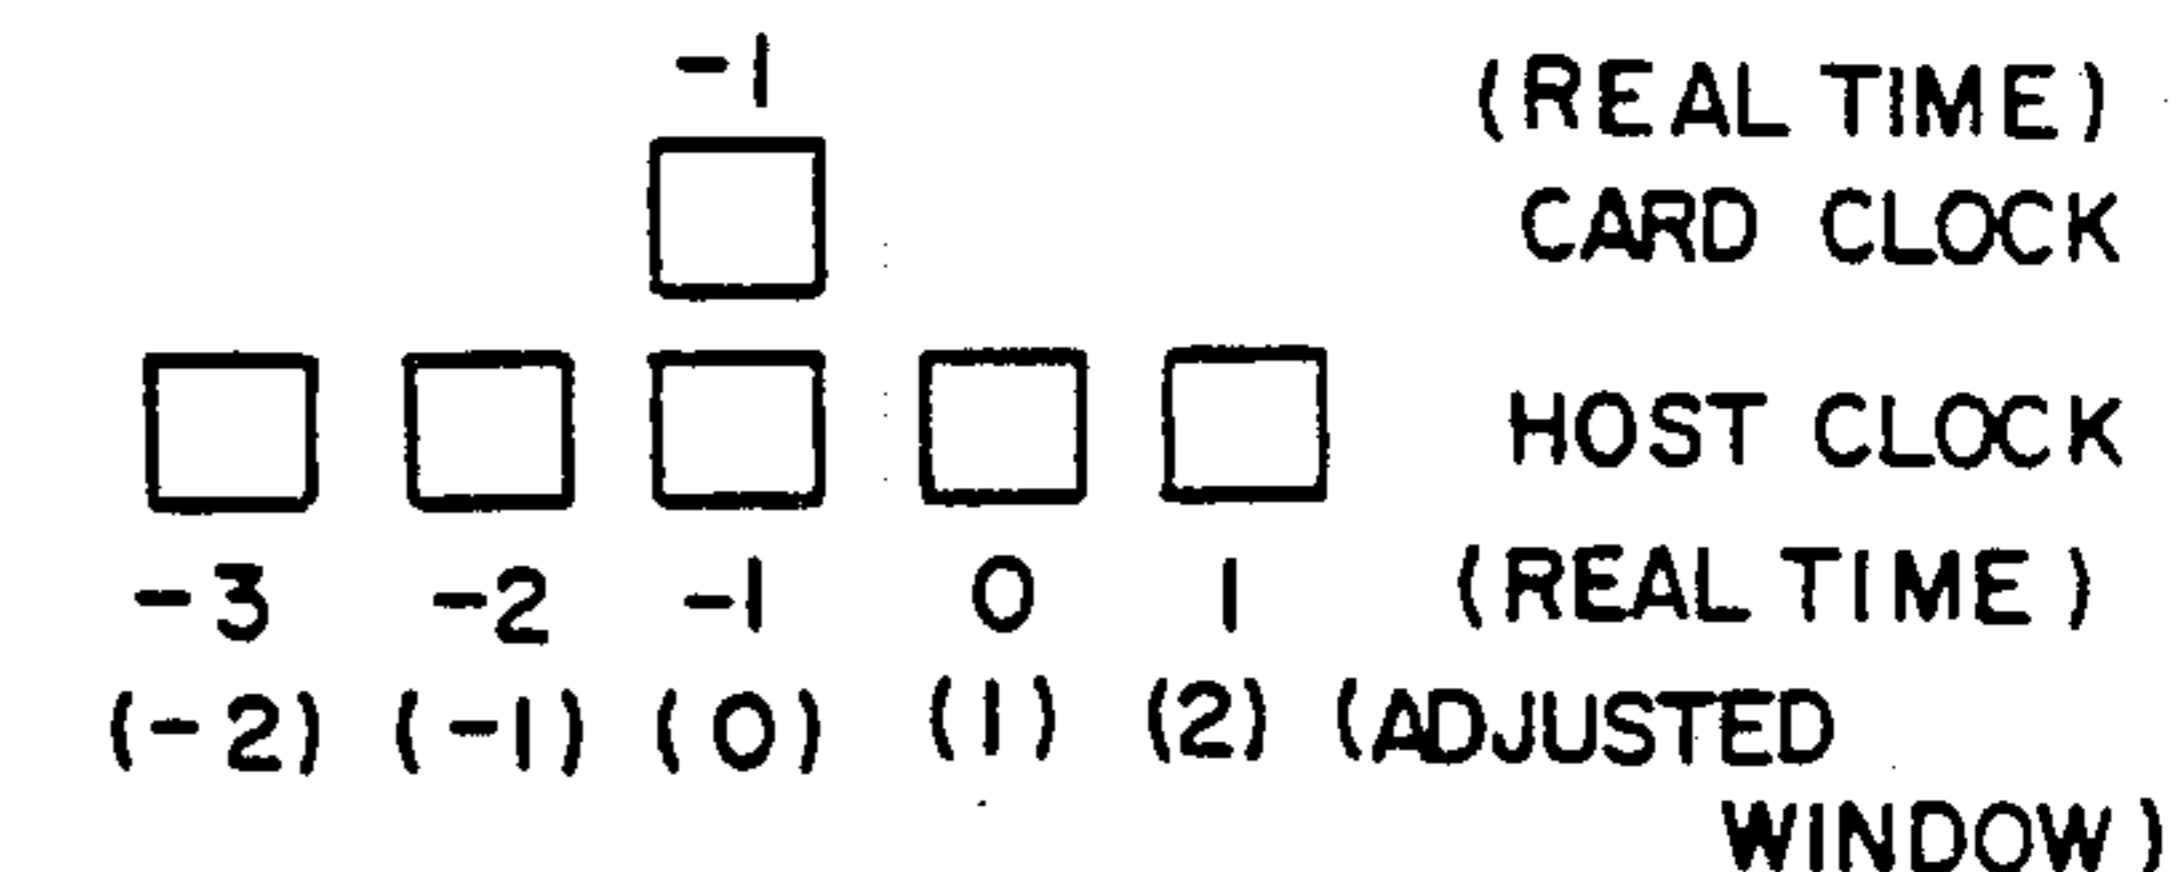 -1 (REAL TIME)
CARD CLOCK
HOST CLOCK
-3 -2 -1 0 1 (REAL TIME)
(-2) (-1) (0) (1) (2) (ADJUSTED
WINDOW)